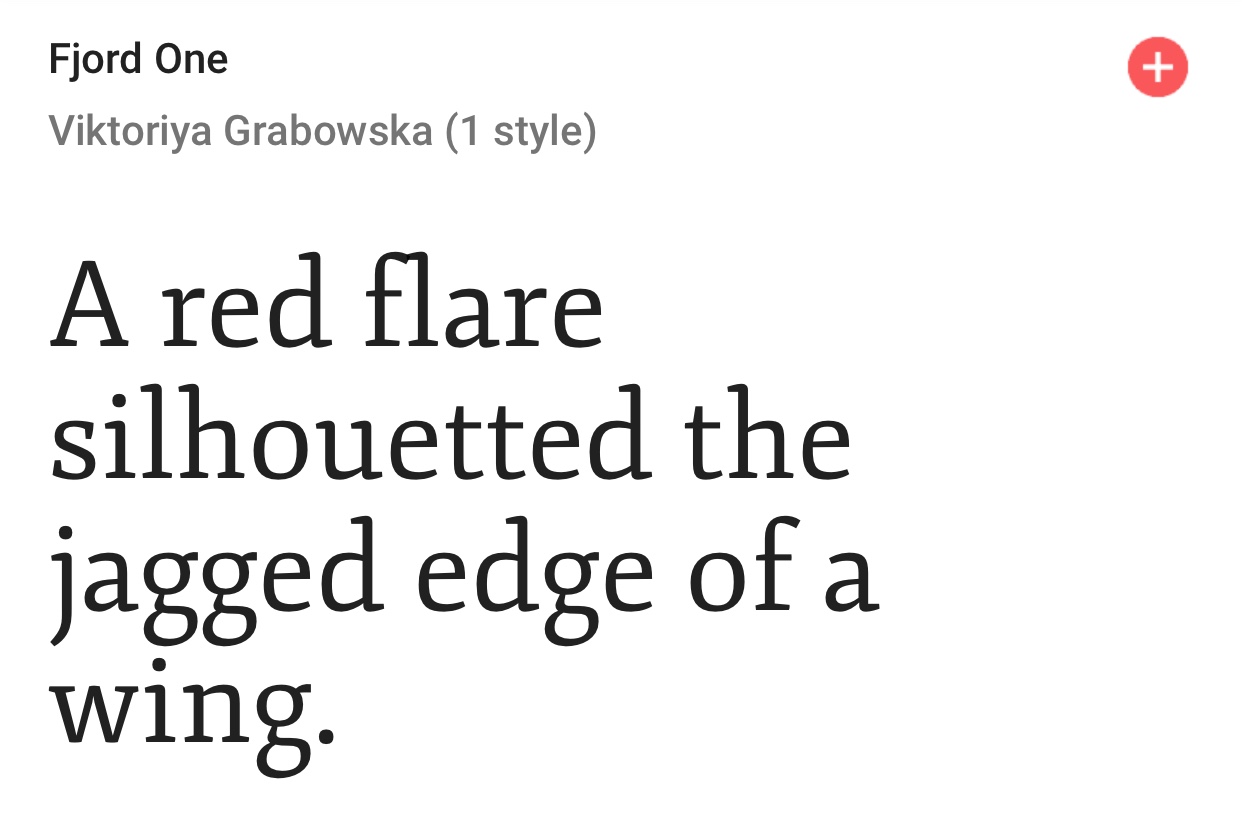 Fjord One
Viktoriya Grabowska (1 style)
A red flare
silhouetted the
jagged edge of a
wing.